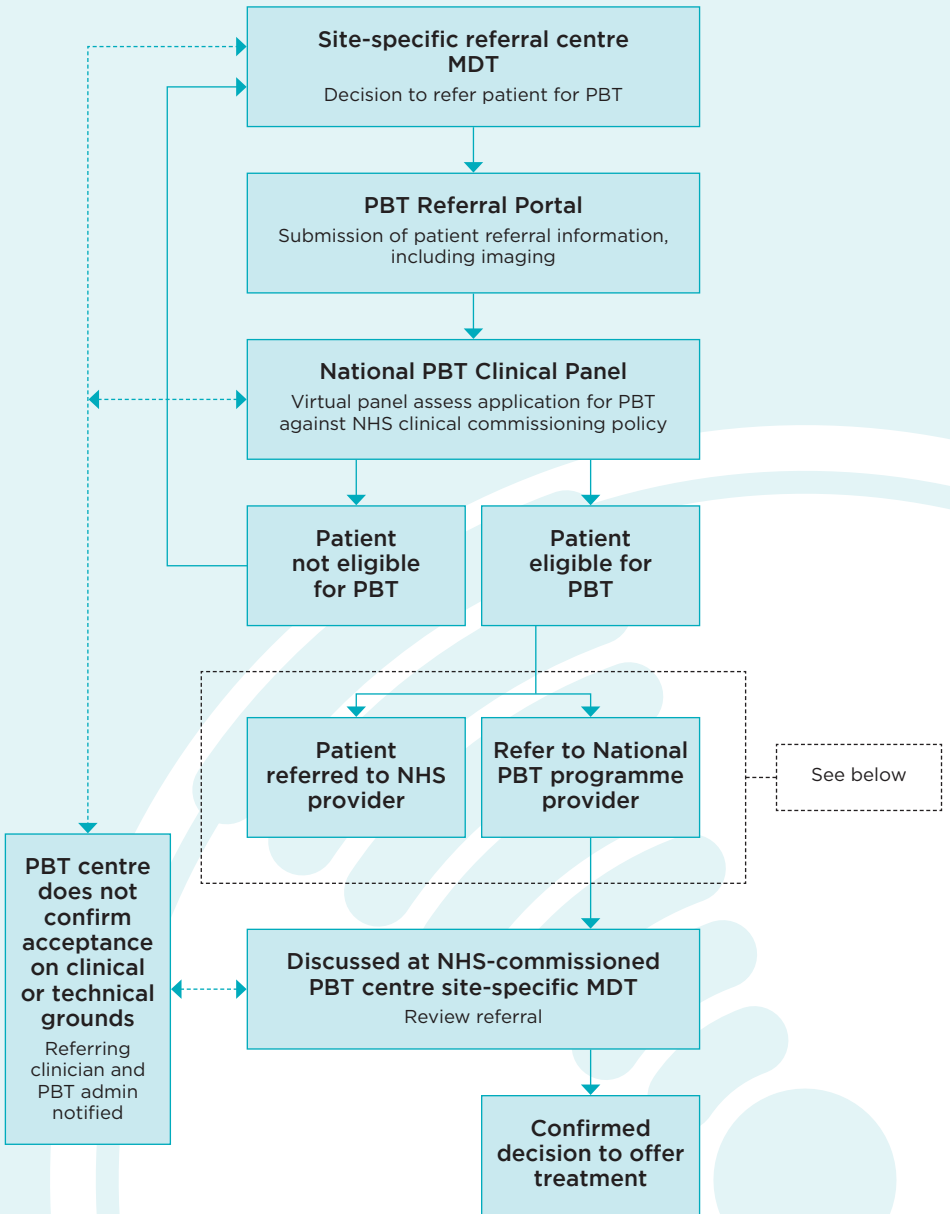 Site-specific referral centre
MDT
Decision to refer patient for PBT
PBT Referral Portal
Submission of patient referral information,
including imaging
National PBT Clinical Panel
Virtual panel assess application for PBT
against NHS clinical commissioning policy
Patient
not eligible
for PBT
Patient
eligible for
PBT
Patient
referred to NHS
provider
Refer to National
PBT programme
provider
See below
PBT centre
does not
confirm
acceptance
on clinical
or technical
grounds
Referring
clinician and
PBT admin
notified
Discussed at NHS-commissioned
PBT centre site-specific MDT
Review referral
Confirmed
decision to offer
treatment